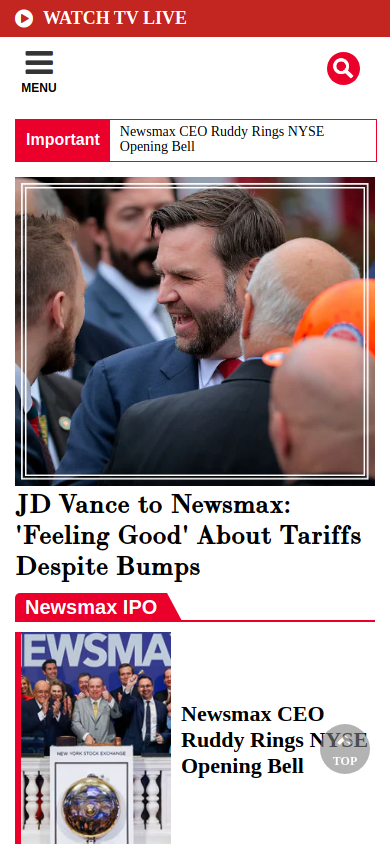 WATCH TV LIVE
MENU
Important
Newsmax CEO Ruddy Rings NYSE
Opening Bell
JD Vance to Newsmax:
'Feeling Good' About Tariffs
Despite Bumps
Newsmax IPO
EWSMA
NEW YORK STOCK EXCHANGE
Newsmax CEO
Ruddy Rings NYSE
Opening Bell
TOP